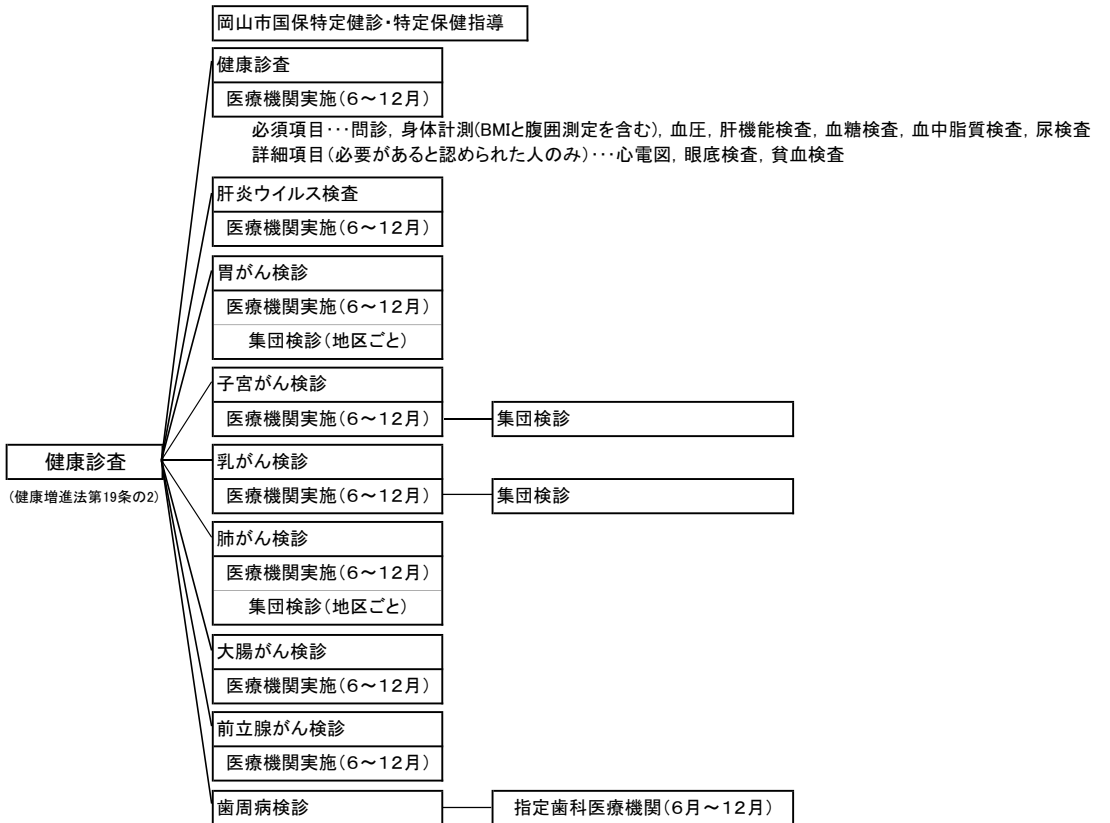 岡山市国保特定健診・特定保健指導
健康診査
医療機関実施(6～12月)
必須項目･･･問診, 身体計測(BMIと腹囲測定を含む), 血圧, 肝機能検査, 血糖検査, 血中脂質検査, 尿検査
詳細項目(必要があると認められた人のみ)･･･心電図, 眼底検査, 貧血検査
肝炎ウイルス検査
医療機関実施(6～12月)
胃がん検診
医療機関実施(6～12月)
集団検診(地区ごと)
子宮がん検診
医療機関実施(6～12月) 集団検診
健康診査
(健康増進法第19条の2)
乳がん検診
医療機関実施(6～12月) 集団検診
肺がん検診
医療機関実施(6～12月)
集団検診(地区ごと)
大腸がん検診
医療機関実施(6～12月)
前立腺がん検診
医療機関実施(6～12月)
歯周病検診 指定歯科医療機関(6月～12月)